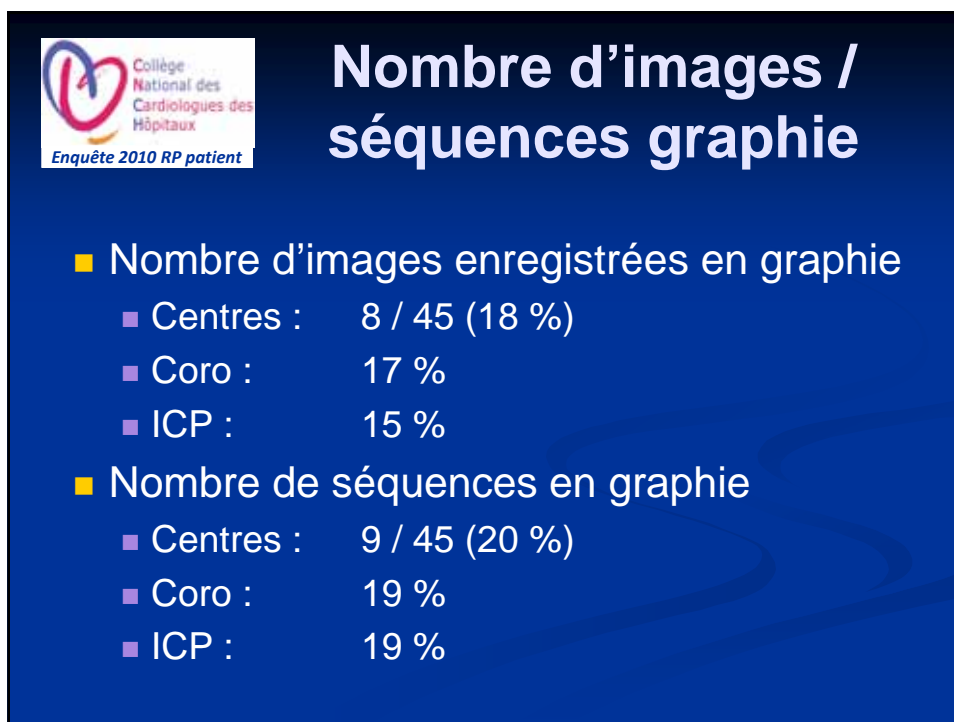 Collège
National des
Cardiologues des
Hôpitaux
Enquête 2010 RP patient
Nombre d’images /
séquences graphie
Nombre d’images enregistrées en graphie
Centres : 8 / 45 (18 %)
Coro : 17 %
ICP : 15 %
Nombre de séquences en graphie
Centres : 9 / 45 (20 %)
Coro : 19 %
ICP : 19 %